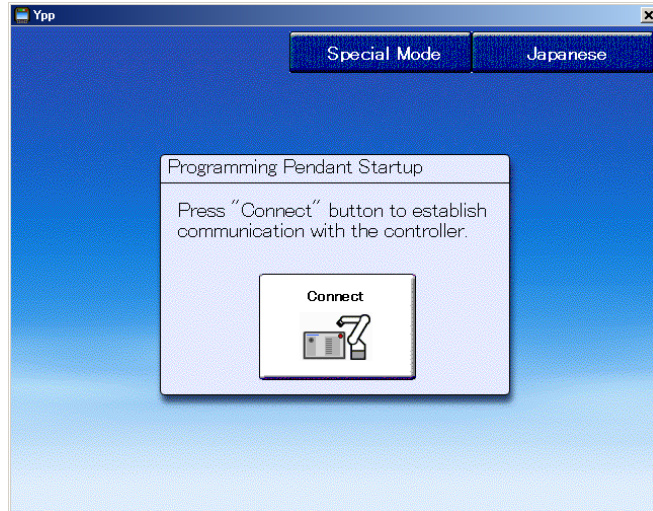 Ypp
Special Mode
Japanese
Programming Pendant Startup
Press "Connect" button to establish
communication with the controller.
Connect